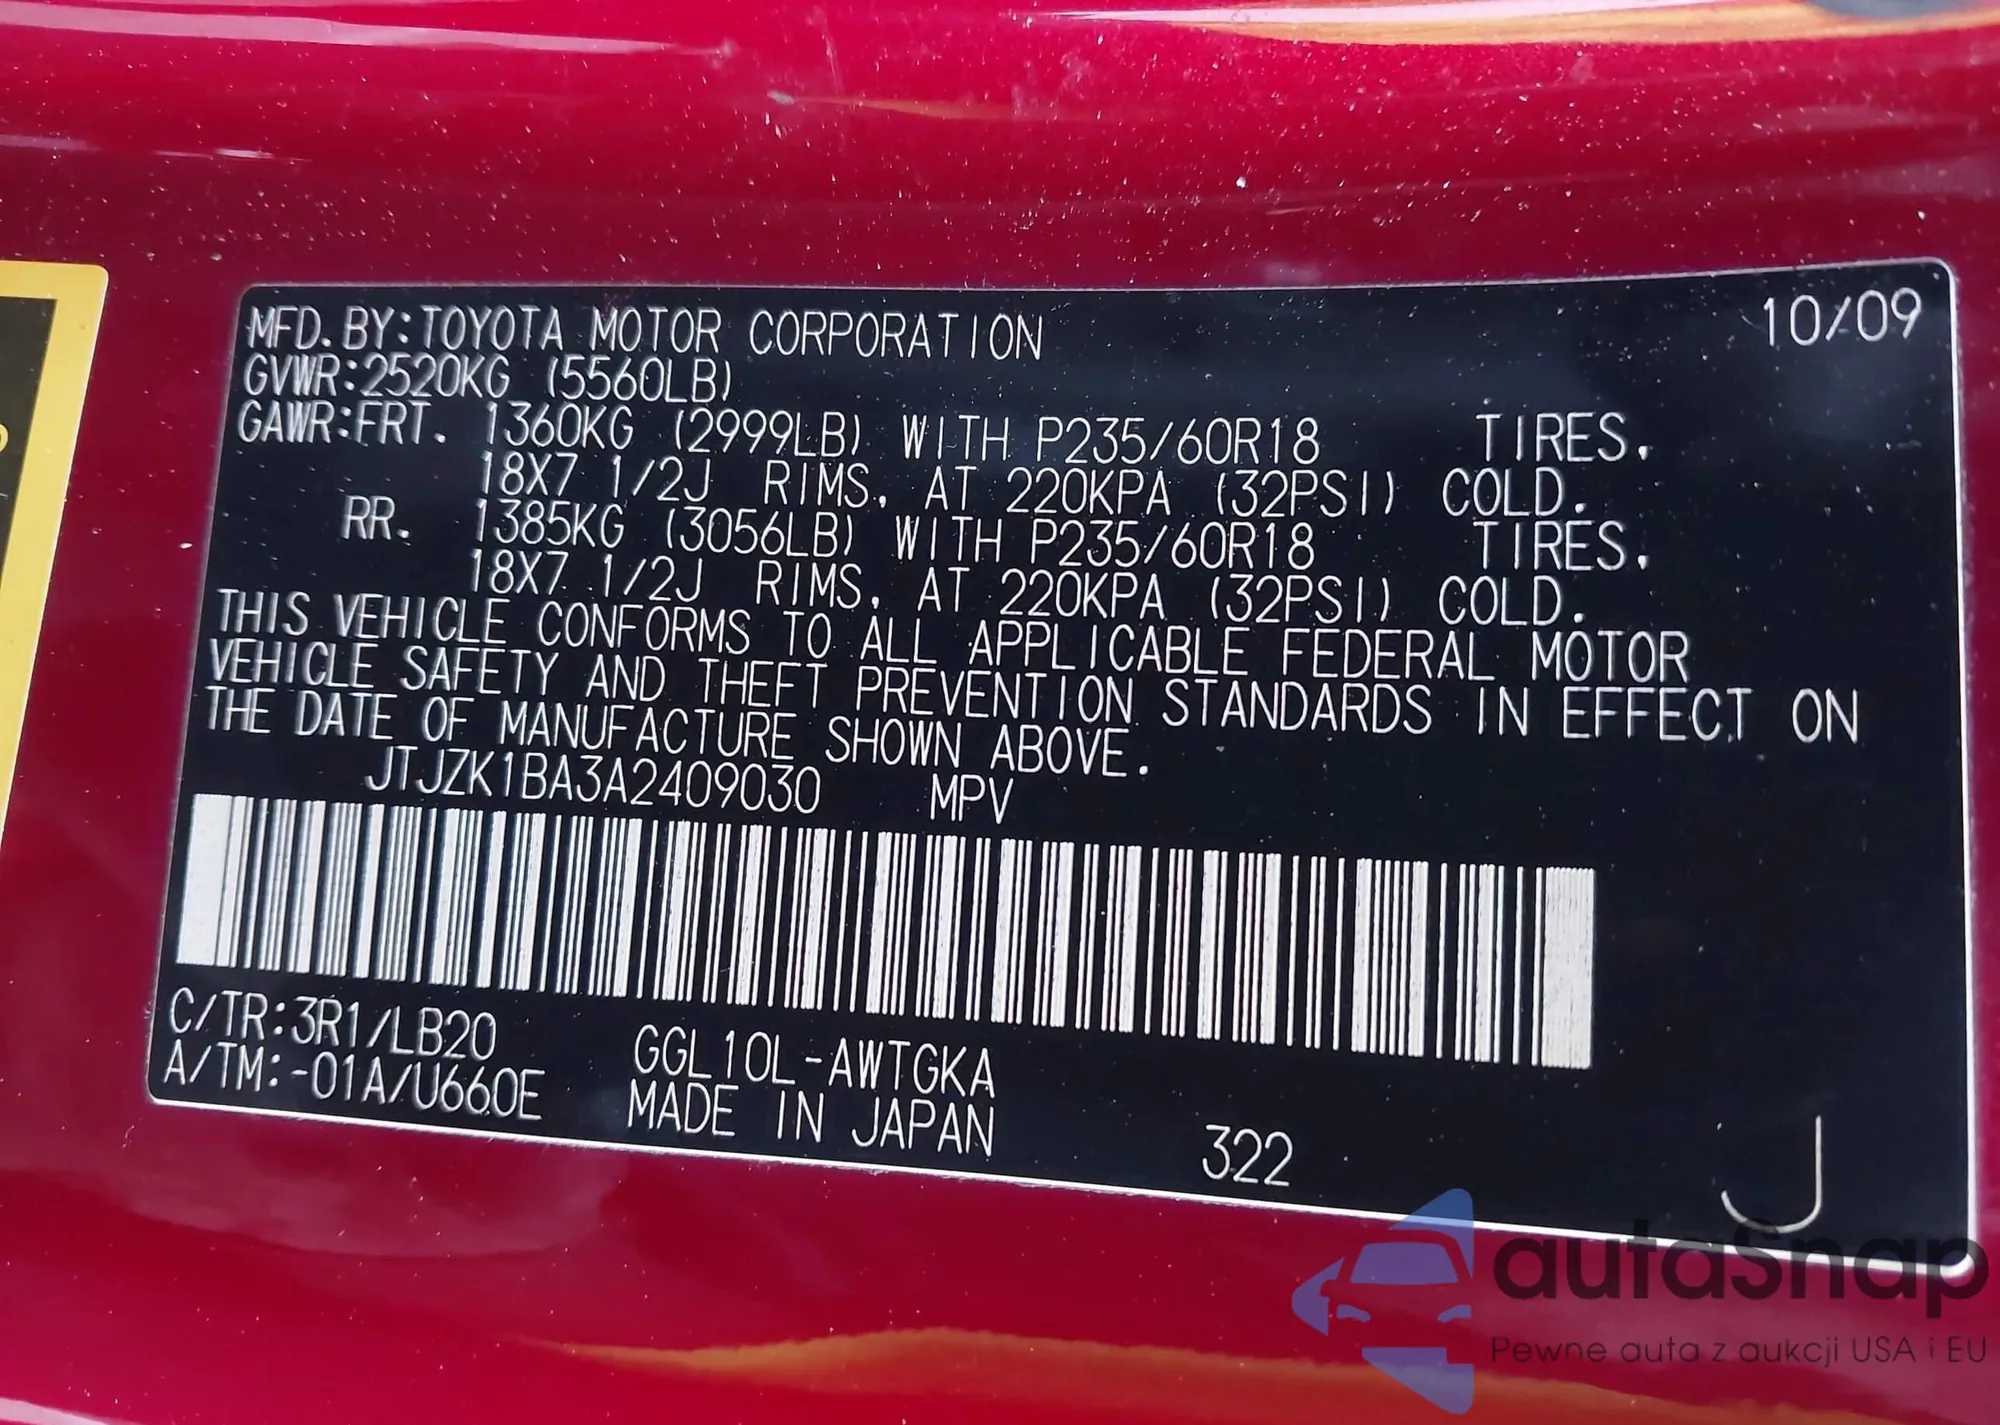 MFD. BY: TOYOTA MOTOR CORPORATION 10/09
GVWR: 2520KG (5560LB)
GAWR: FRT. 1360KG (2999LB) WITH P235/60R18 TIRES.
18X7 1/2J RIMS, AT 220KPA (32PSI) COLD.
RR. 1385KG (3056LB) WITH P235/60R18 TIRES.
18X7 1/2J RIMS, AT 220KPA (32PSI) COLD.
THIS VEHICLE CONFORMS TO ALL APPLICABLE FEDERAL MOTOR
VEHICLE SAFETY AND THEFT PREVENTION STANDARDS IN EFFECT ON
THE DATE OF MANUFACTURE SHOWN ABOVE.
JTJZK1BA3A2409030 MPV
C/TR: 3R1/LB20
A/TM: -01A/U660E
GGL10L-AWTGKA
MADE IN JAPAN
322
J
autaSnap
Pewne auta z aukcji USA i EU